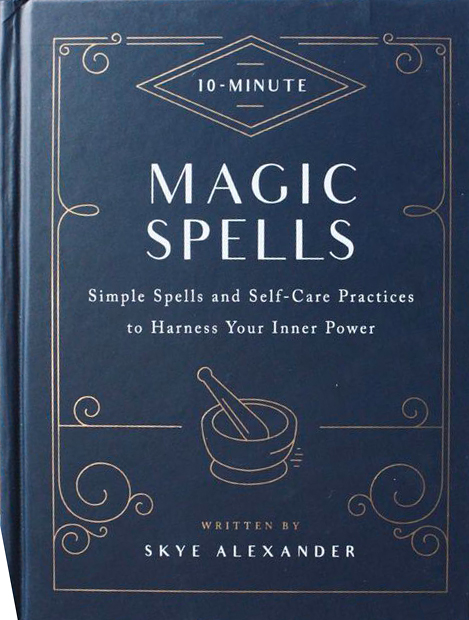 10-MINUTE
MAGIC
SPELLS
Simple Spells and Self-Care Practices
to Harness Your Inner Power
WRITTEN BY
SKYE ALEXANDER